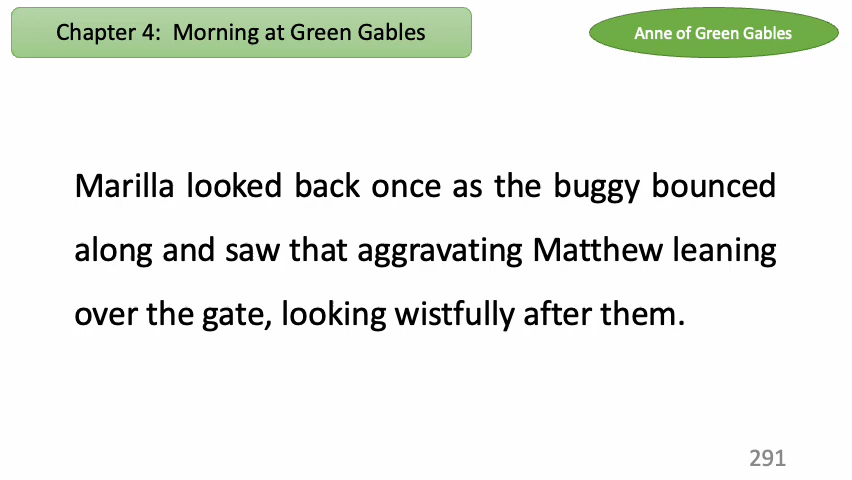 Chapter 4: Morning at Green Gables
Anne of Green Gables
Marilla looked back once as the buggy bounced
along and saw that aggravating Matthew leaning
over the gate, looking wistfully after them.
291